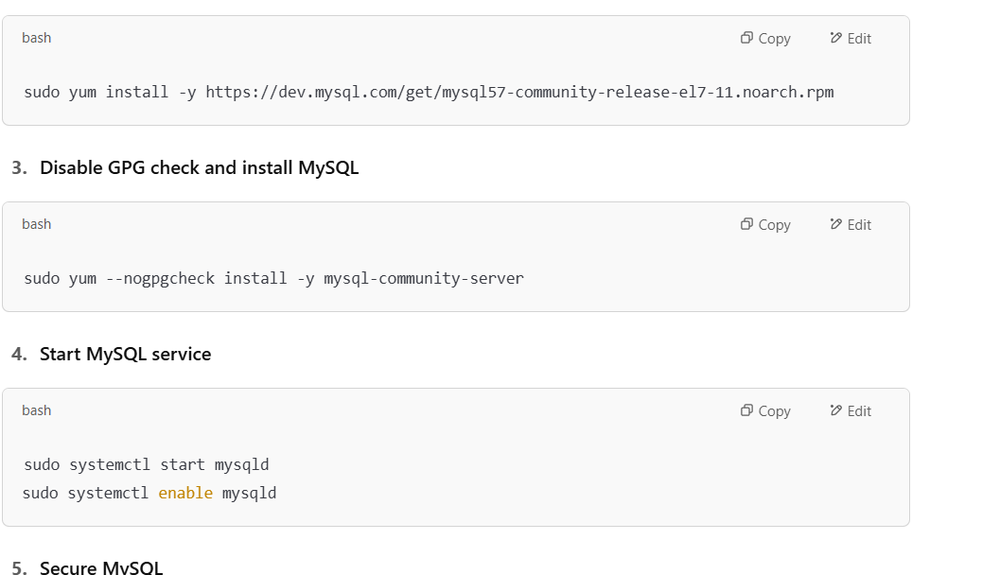 bash
Copy
Edit
sudo yum install -y https://dev.mysql.com/get/mysql57-community-release-el7-11.noarch.rpm
3. Disable GPG check and install MySQL
bash
Copy
Edit
sudo yum --nogpgcheck install -y mysql-community-server
4. Start MySQL service
bash
Copy
Edit
sudo systemctl start mysqld
sudo systemctl enable mysqld
5. Secure MySQL